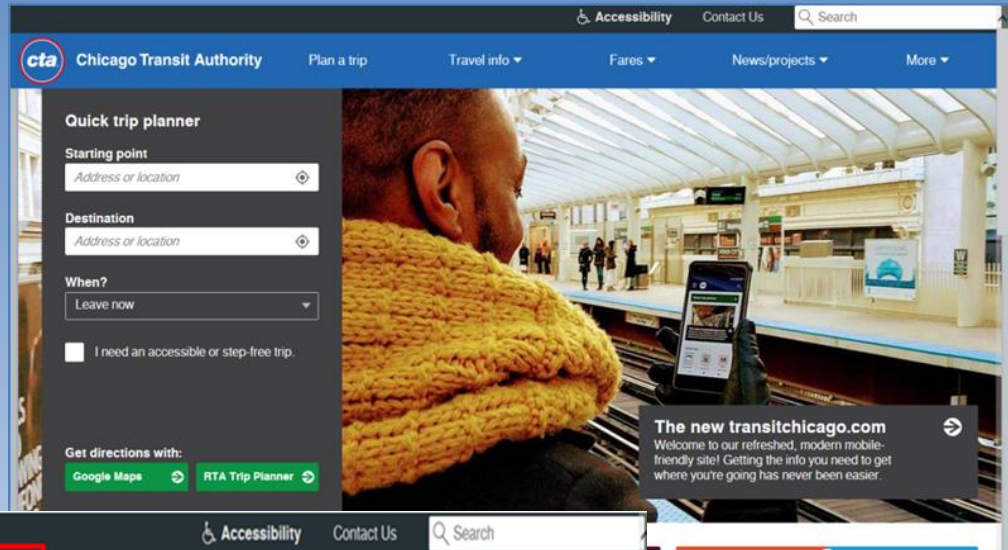 Accessibility Contact Us Search
cta Chicago Transit Authority Plan a trip Travel info Fares News/projects More
Quick trip planner
Starting point
Address or location
Destination
Address or location
When?
Leave now
I need an accessible or step-free trip.
Get directions with:
Google Maps RTA Trip Planner
The new transitchicago.com
Welcome to our refreshed, modern mobile-
friendly site! Getting the info you need to get
where you're going has never been easier.
W
Accessibility Contact Us Search